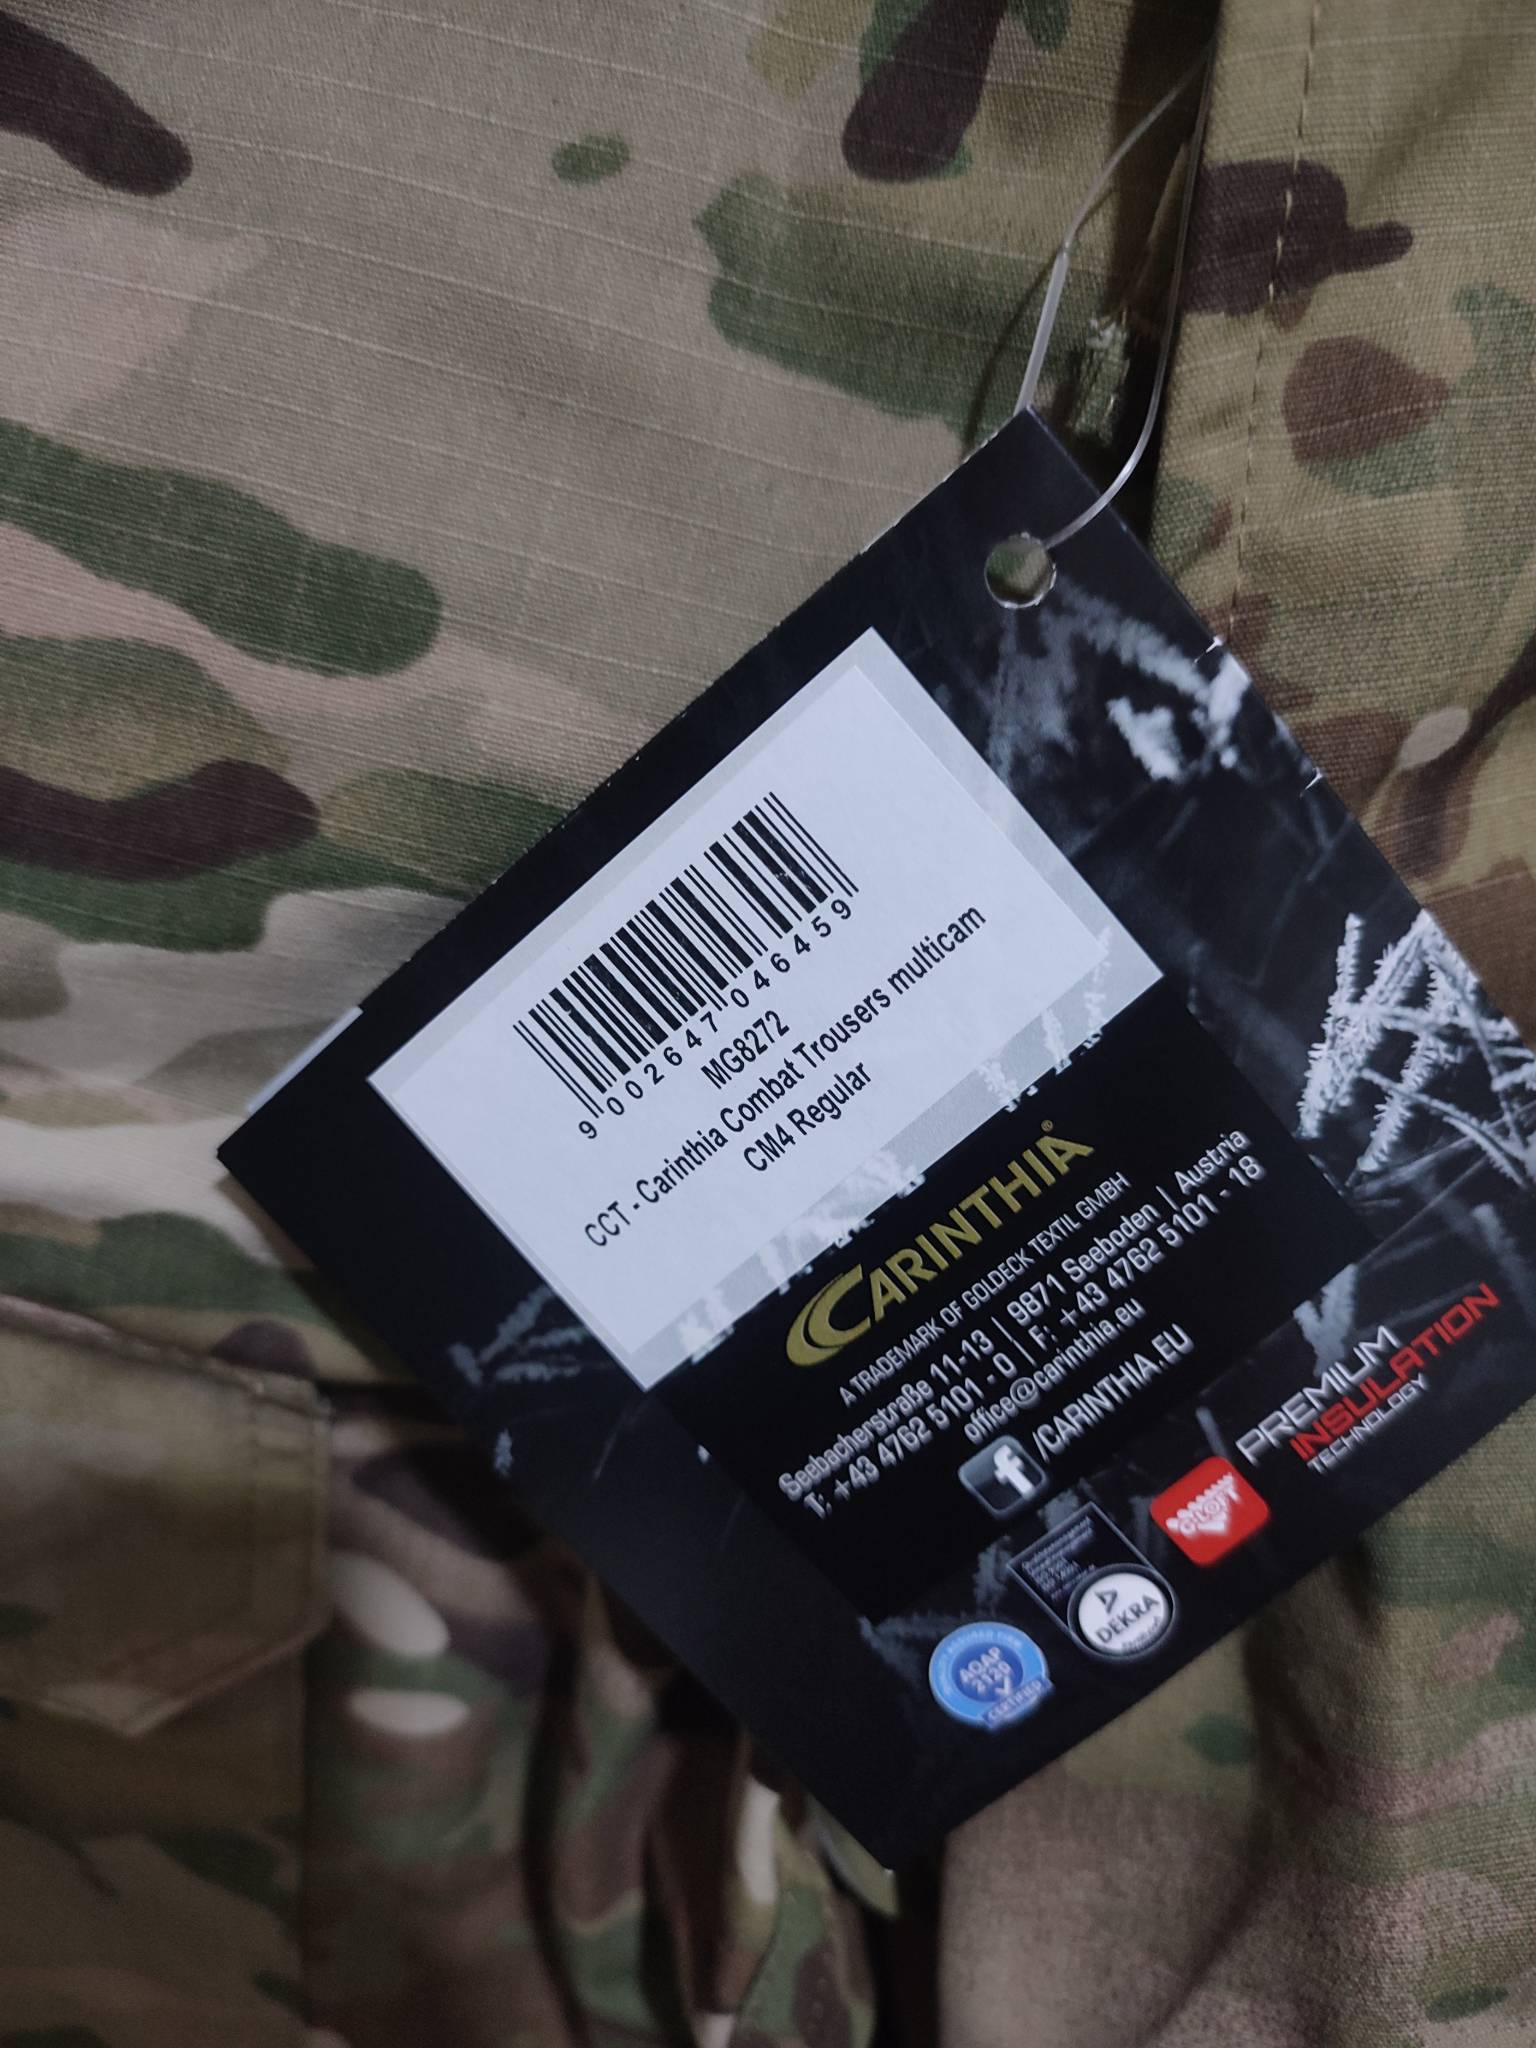 9 002647 046459
MG8272
CCT - Carinthia Combat Trousers multicam
CM4 Regular
CARINTHIA®
A TRADEMARK OF GOLDECK TEXTIL GMBH
Seebacherstraße 11-13 | 9871 Seeboden | Austria
T: +43 4762 5101 - 0 | F: +43 4762 5101 - 18
office@carinthia.eu
f /CARINTHIA.EU
PREMIUM
INSULATION
TECHNOLOGY
G-LOFT
DEKRA
AQAP
2120
CERTIFIED